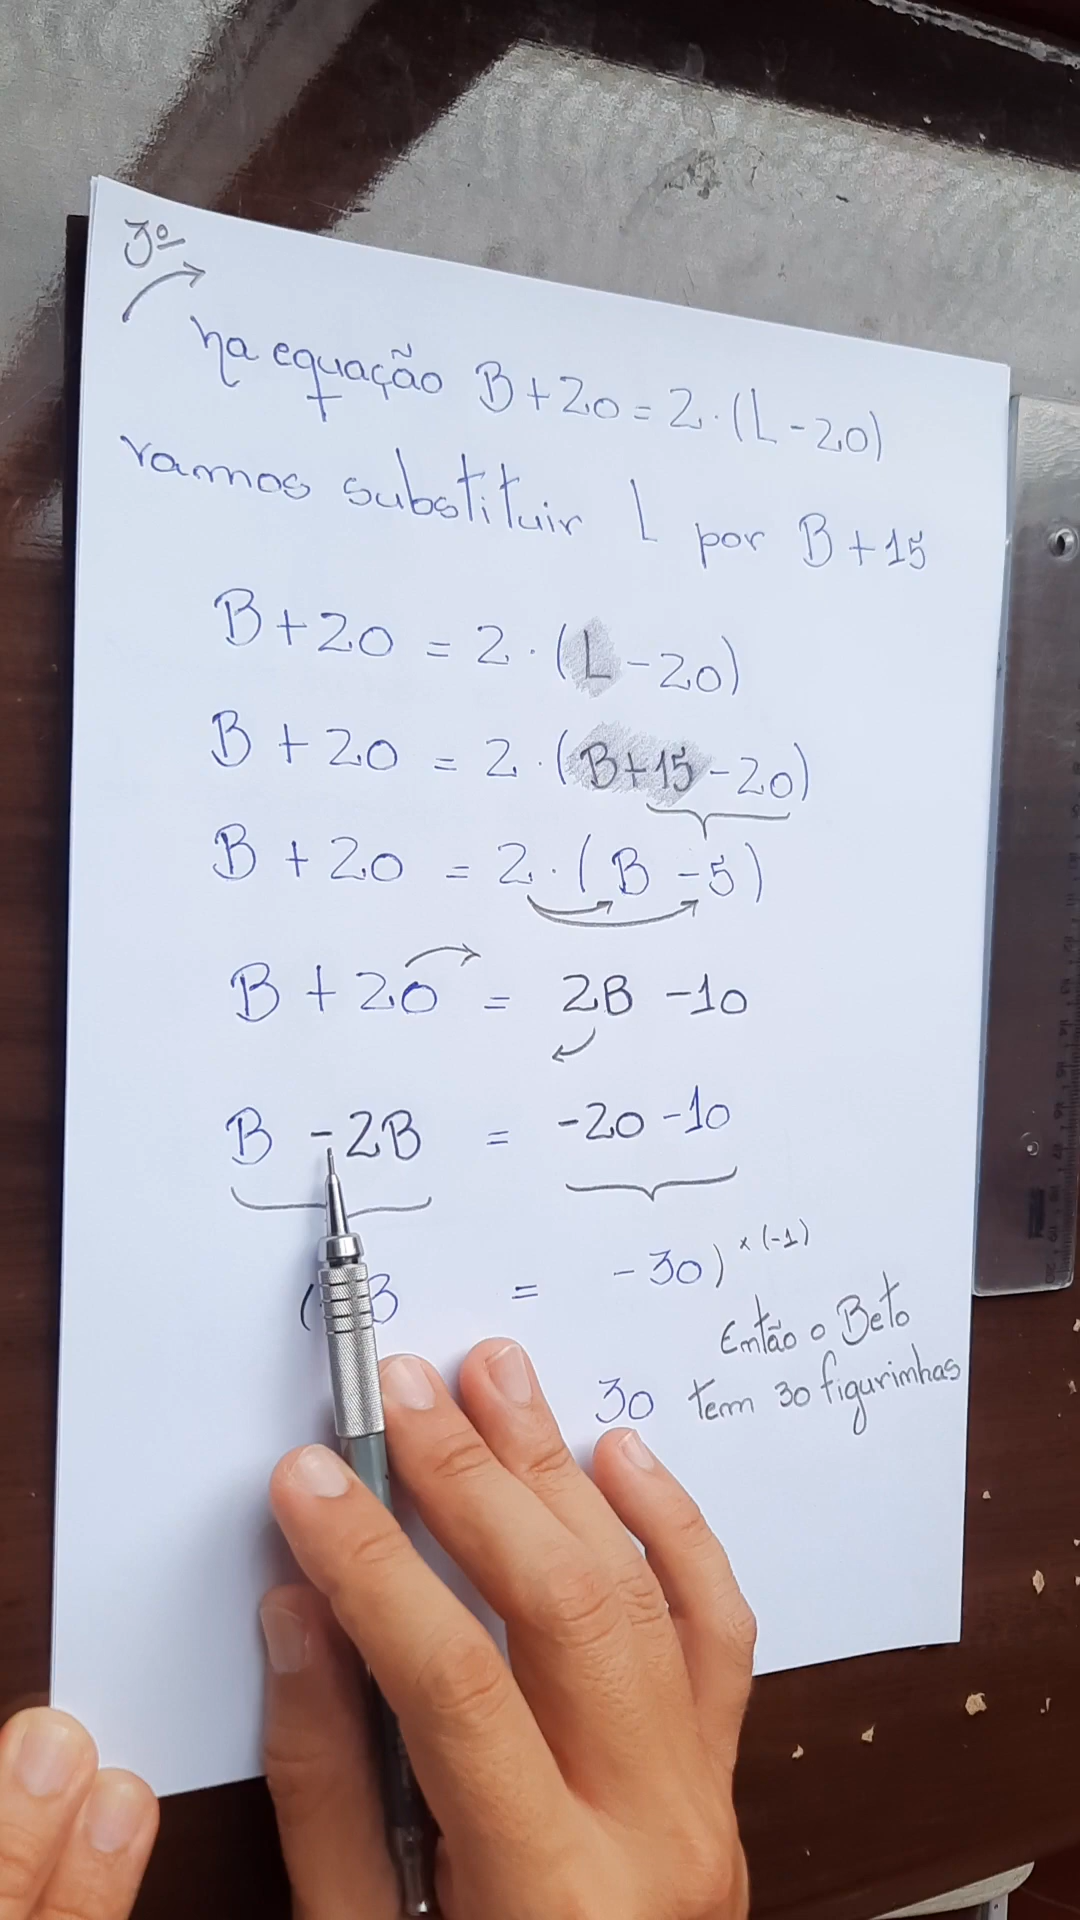 3º
na equação B + 20 = 2 · (L - 20)
vamos substituir L por B + 15
B + 20 = 2 · (L - 20)
B + 20 = 2 · (B + 15 - 20)
B + 20 = 2 · (B - 5)
B + 20 = 2B - 10
B - 2B = -20 - 10
( B = -30) × (-1)
Então o Beto
30 tem 30 figurinhas